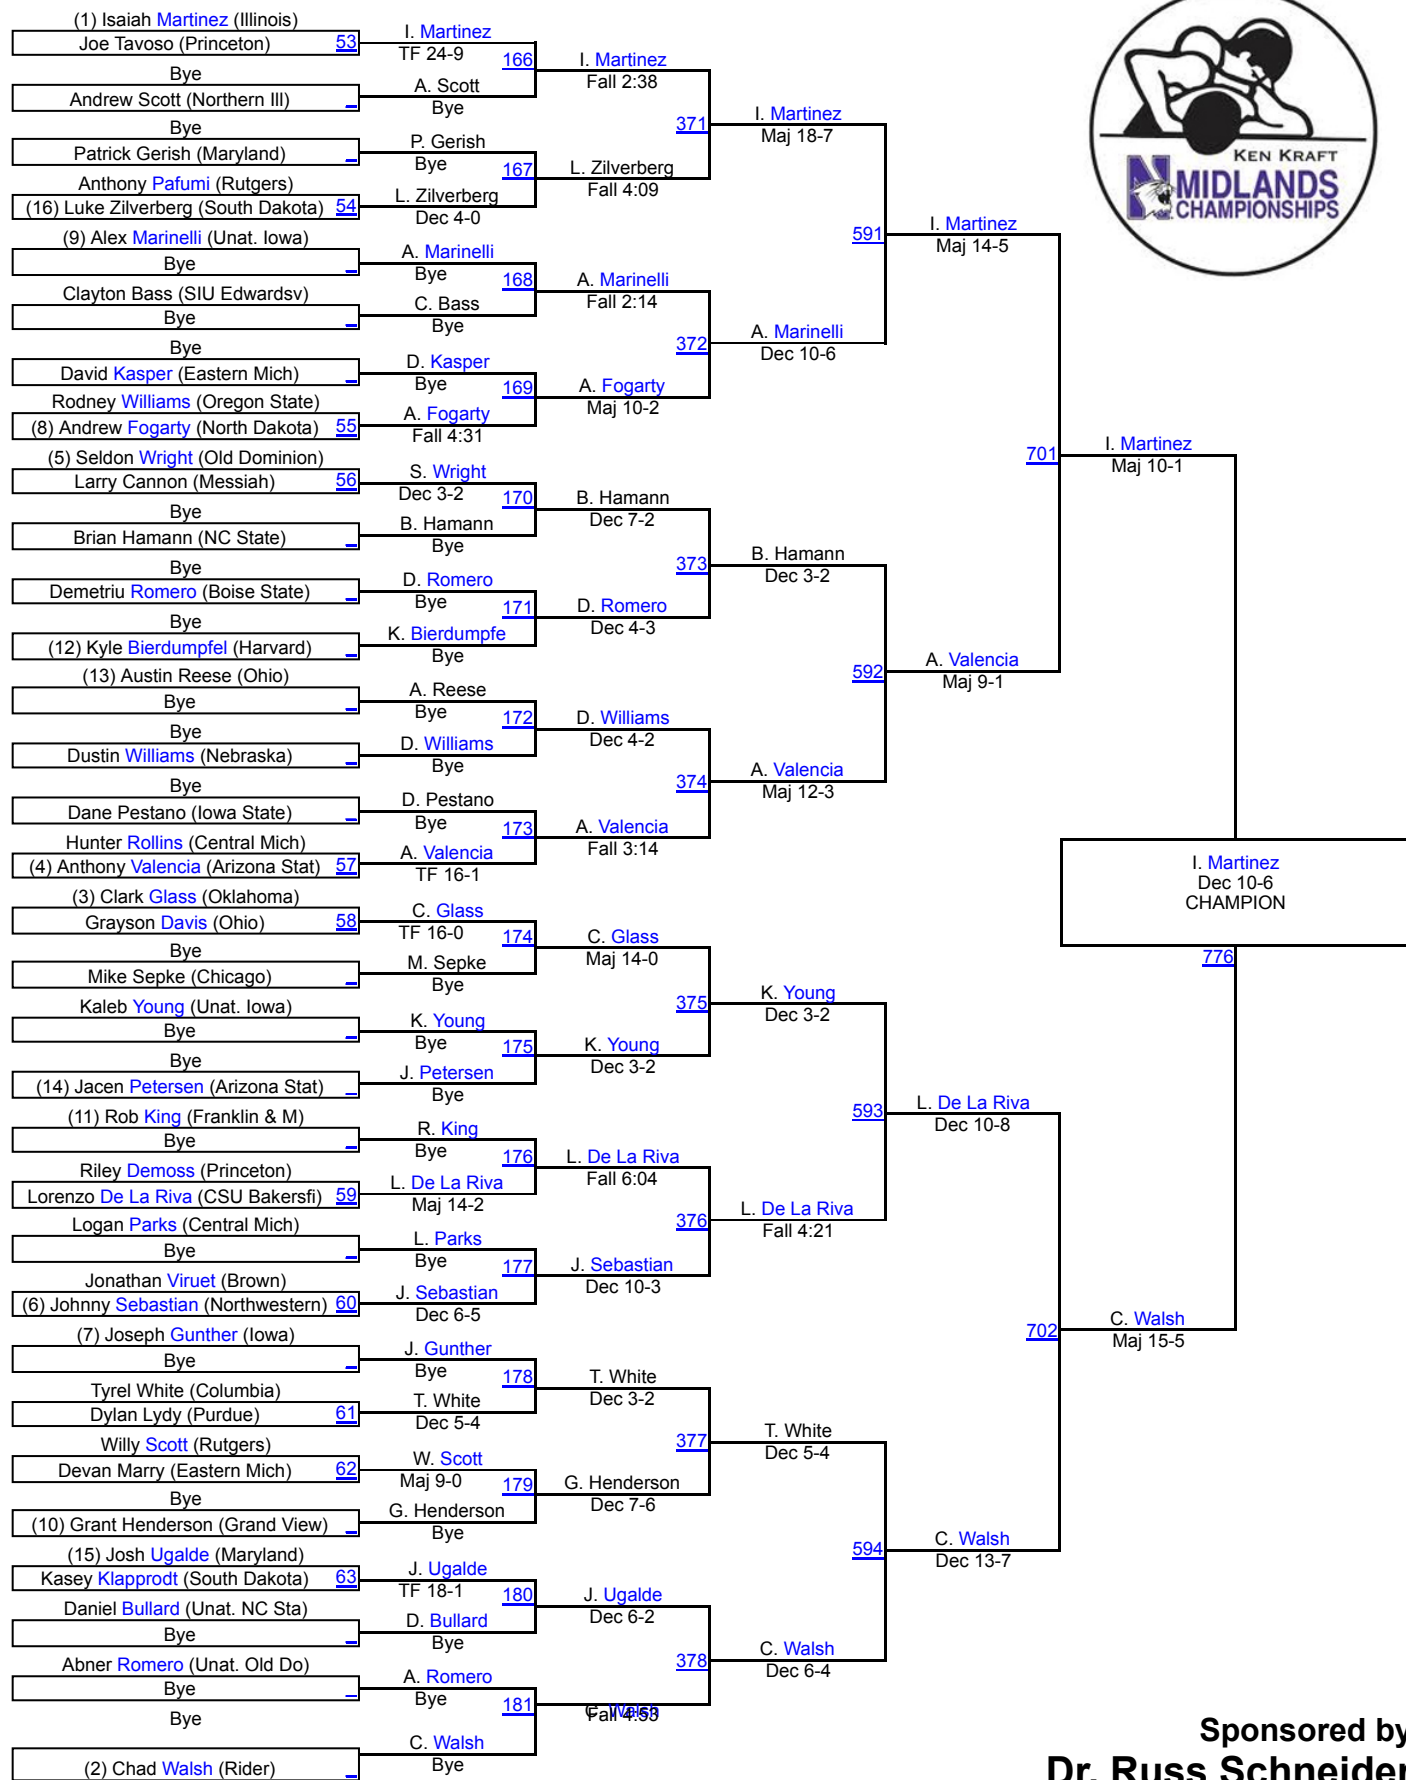 (1) Isaiah Martinez (Illinois)
Joe Tavoso (Princeton) 53
Bye
Andrew Scott (Northern Ill)
Bye
Patrick Gerish (Maryland)
Anthony Pafumi (Rutgers)
(16) Luke Zilverberg (South Dakota) 54
(9) Alex Marinelli (Unat. Iowa)
Bye
Clayton Bass (SIU Edwardsv)
Bye
Bye
David Kasper (Eastern Mich)
Rodney Williams (Oregon State)
(8) Andrew Fogarty (North Dakota) 55
(5) Seldon Wright (Old Dominion)
Larry Cannon (Messiah) 56
Bye
Brian Hamann (NC State)
Bye
Demetriu Romero (Boise State)
Bye
(12) Kyle Bierdumpfel (Harvard)
(13) Austin Reese (Ohio)
Bye
Bye
Dustin Williams (Nebraska)
Bye
Dane Pestano (Iowa State)
Hunter Rollins (Central Mich)
(4) Anthony Valencia (Arizona Stat) 57
(3) Clark Glass (Oklahoma)
Grayson Davis (Ohio) 58
Bye
Mike Sepke (Chicago)
Kaleb Young (Unat. Iowa)
Bye
Bye
(14) Jacen Petersen (Arizona Stat)
(11) Rob King (Franklin & M)
Bye
Riley Demoss (Princeton)
Lorenzo De La Riva (CSU Bakersfi) 59
Logan Parks (Central Mich)
Bye
Jonathan Viruet (Brown)
(6) Johnny Sebastian (Northwestern) 60
(7) Joseph Gunther (Iowa)
Bye
Tyrel White (Columbia)
Dylan Lydy (Purdue) 61
Willy Scott (Rutgers)
Devan Marry (Eastern Mich) 62
Bye
(10) Grant Henderson (Grand View)
(15) Josh Ugalde (Maryland)
Kasey Klapprodt (South Dakota) 63
Daniel Bullard (Unat. NC Sta)
Bye
Abner Romero (Unat. Old Do)
Bye
Bye
(2) Chad Walsh (Rider)
I. Martinez
TF 24-9
166
A. Scott
Bye
P. Gerish
Bye
167
L. Zilverberg
Dec 4-0
A. Marinelli
Bye
168
C. Bass
Bye
D. Kasper
Bye
169
A. Fogarty
Fall 4:31
S. Wright
Dec 3-2
170
B. Hamann
Bye
D. Romero
Bye
171
K. Bierdumpfe
Bye
A. Reese
Bye
172
D. Williams
Bye
D. Pestano
Bye
173
A. Valencia
TF 16-1
C. Glass
TF 16-0
174
M. Sepke
Bye
K. Young
Bye
175
J. Petersen
Bye
R. King
Bye
176
L. De La Riva
Maj 14-2
L. Parks
Bye
177
J. Sebastian
Dec 6-5
J. Gunther
Bye
178
T. White
Dec 5-4
W. Scott
Maj 9-0
179
G. Henderson
Bye
J. Ugalde
TF 18-1
180
D. Bullard
Bye
A. Romero
Bye
181
C. Walsh
Bye
I. Martinez
Fall 2:38
371
L. Zilverberg
Fall 4:09
A. Marinelli
Fall 2:14
372
A. Fogarty
Maj 10-2
B. Hamann
Dec 7-2
373
D. Romero
Dec 4-3
D. Williams
Dec 4-2
374
A. Valencia
Fall 3:14
C. Glass
Maj 14-0
375
K. Young
Dec 3-2
L. De La Riva
Fall 6:04
376
J. Sebastian
Dec 10-3
T. White
Dec 3-2
377
G. Henderson
Dec 7-6
J. Ugalde
Dec 6-2
378
C. Walsh
Fall 4:53
I. Martinez
Maj 18-7
591
A. Marinelli
Dec 10-6
B. Hamann
Dec 3-2
592
A. Valencia
Maj 12-3
K. Young
Dec 3-2
593
L. De La Riva
Fall 4:21
T. White
Dec 5-4
594
C. Walsh
Dec 6-4
I. Martinez
Maj 14-5
701
A. Valencia
Maj 9-1
L. De La Riva
Dec 10-8
702
C. Walsh
Dec 13-7
I. Martinez
Maj 10-1
C. Walsh
Maj 15-5
I. Martinez
Dec 10-6
CHAMPION
776
KEN KRAFT
MIDLANDS
CHAMPIONSHIPS
Sponsored by
Dr. Russ Schneider